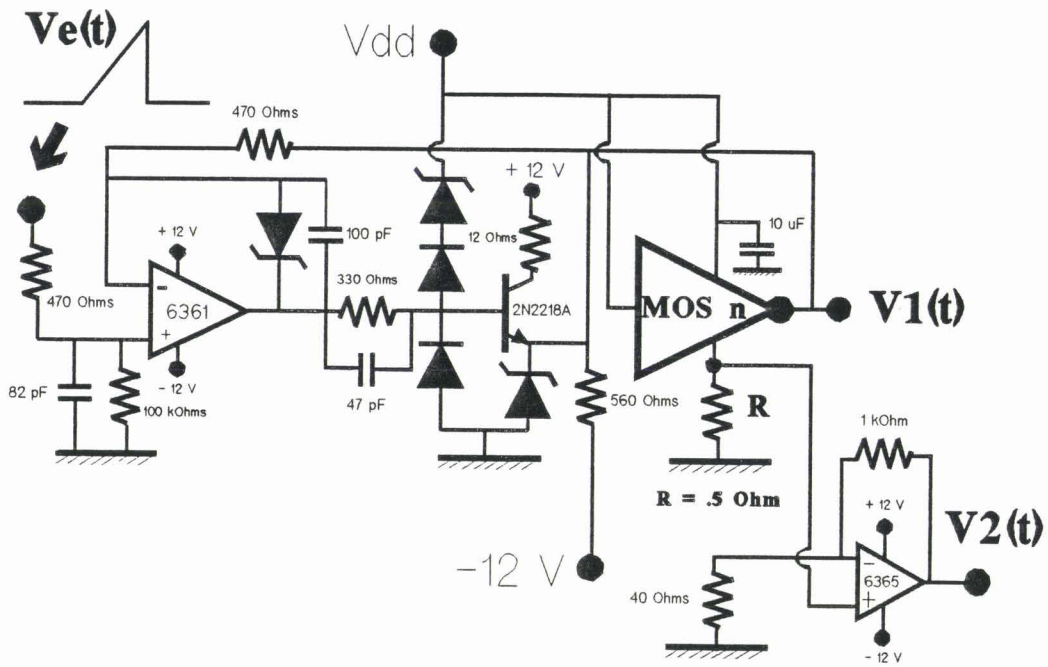 Ve(t)
Vdd
470 Ohms
+ 12 V
10 uF
100 pF
12 Ohms
+ 12 V
330 Ohms
470 Ohms
-
6361
+
2N2218A
MOS n
V1(t)
- 12 V
82 pF
100 kOhms
47 pF
560 Ohms
R
1 kOhm
R = .5 Ohm
+ 12 V
V2(t)
-12 V
-
6365
+
40 Ohms
- 12 V